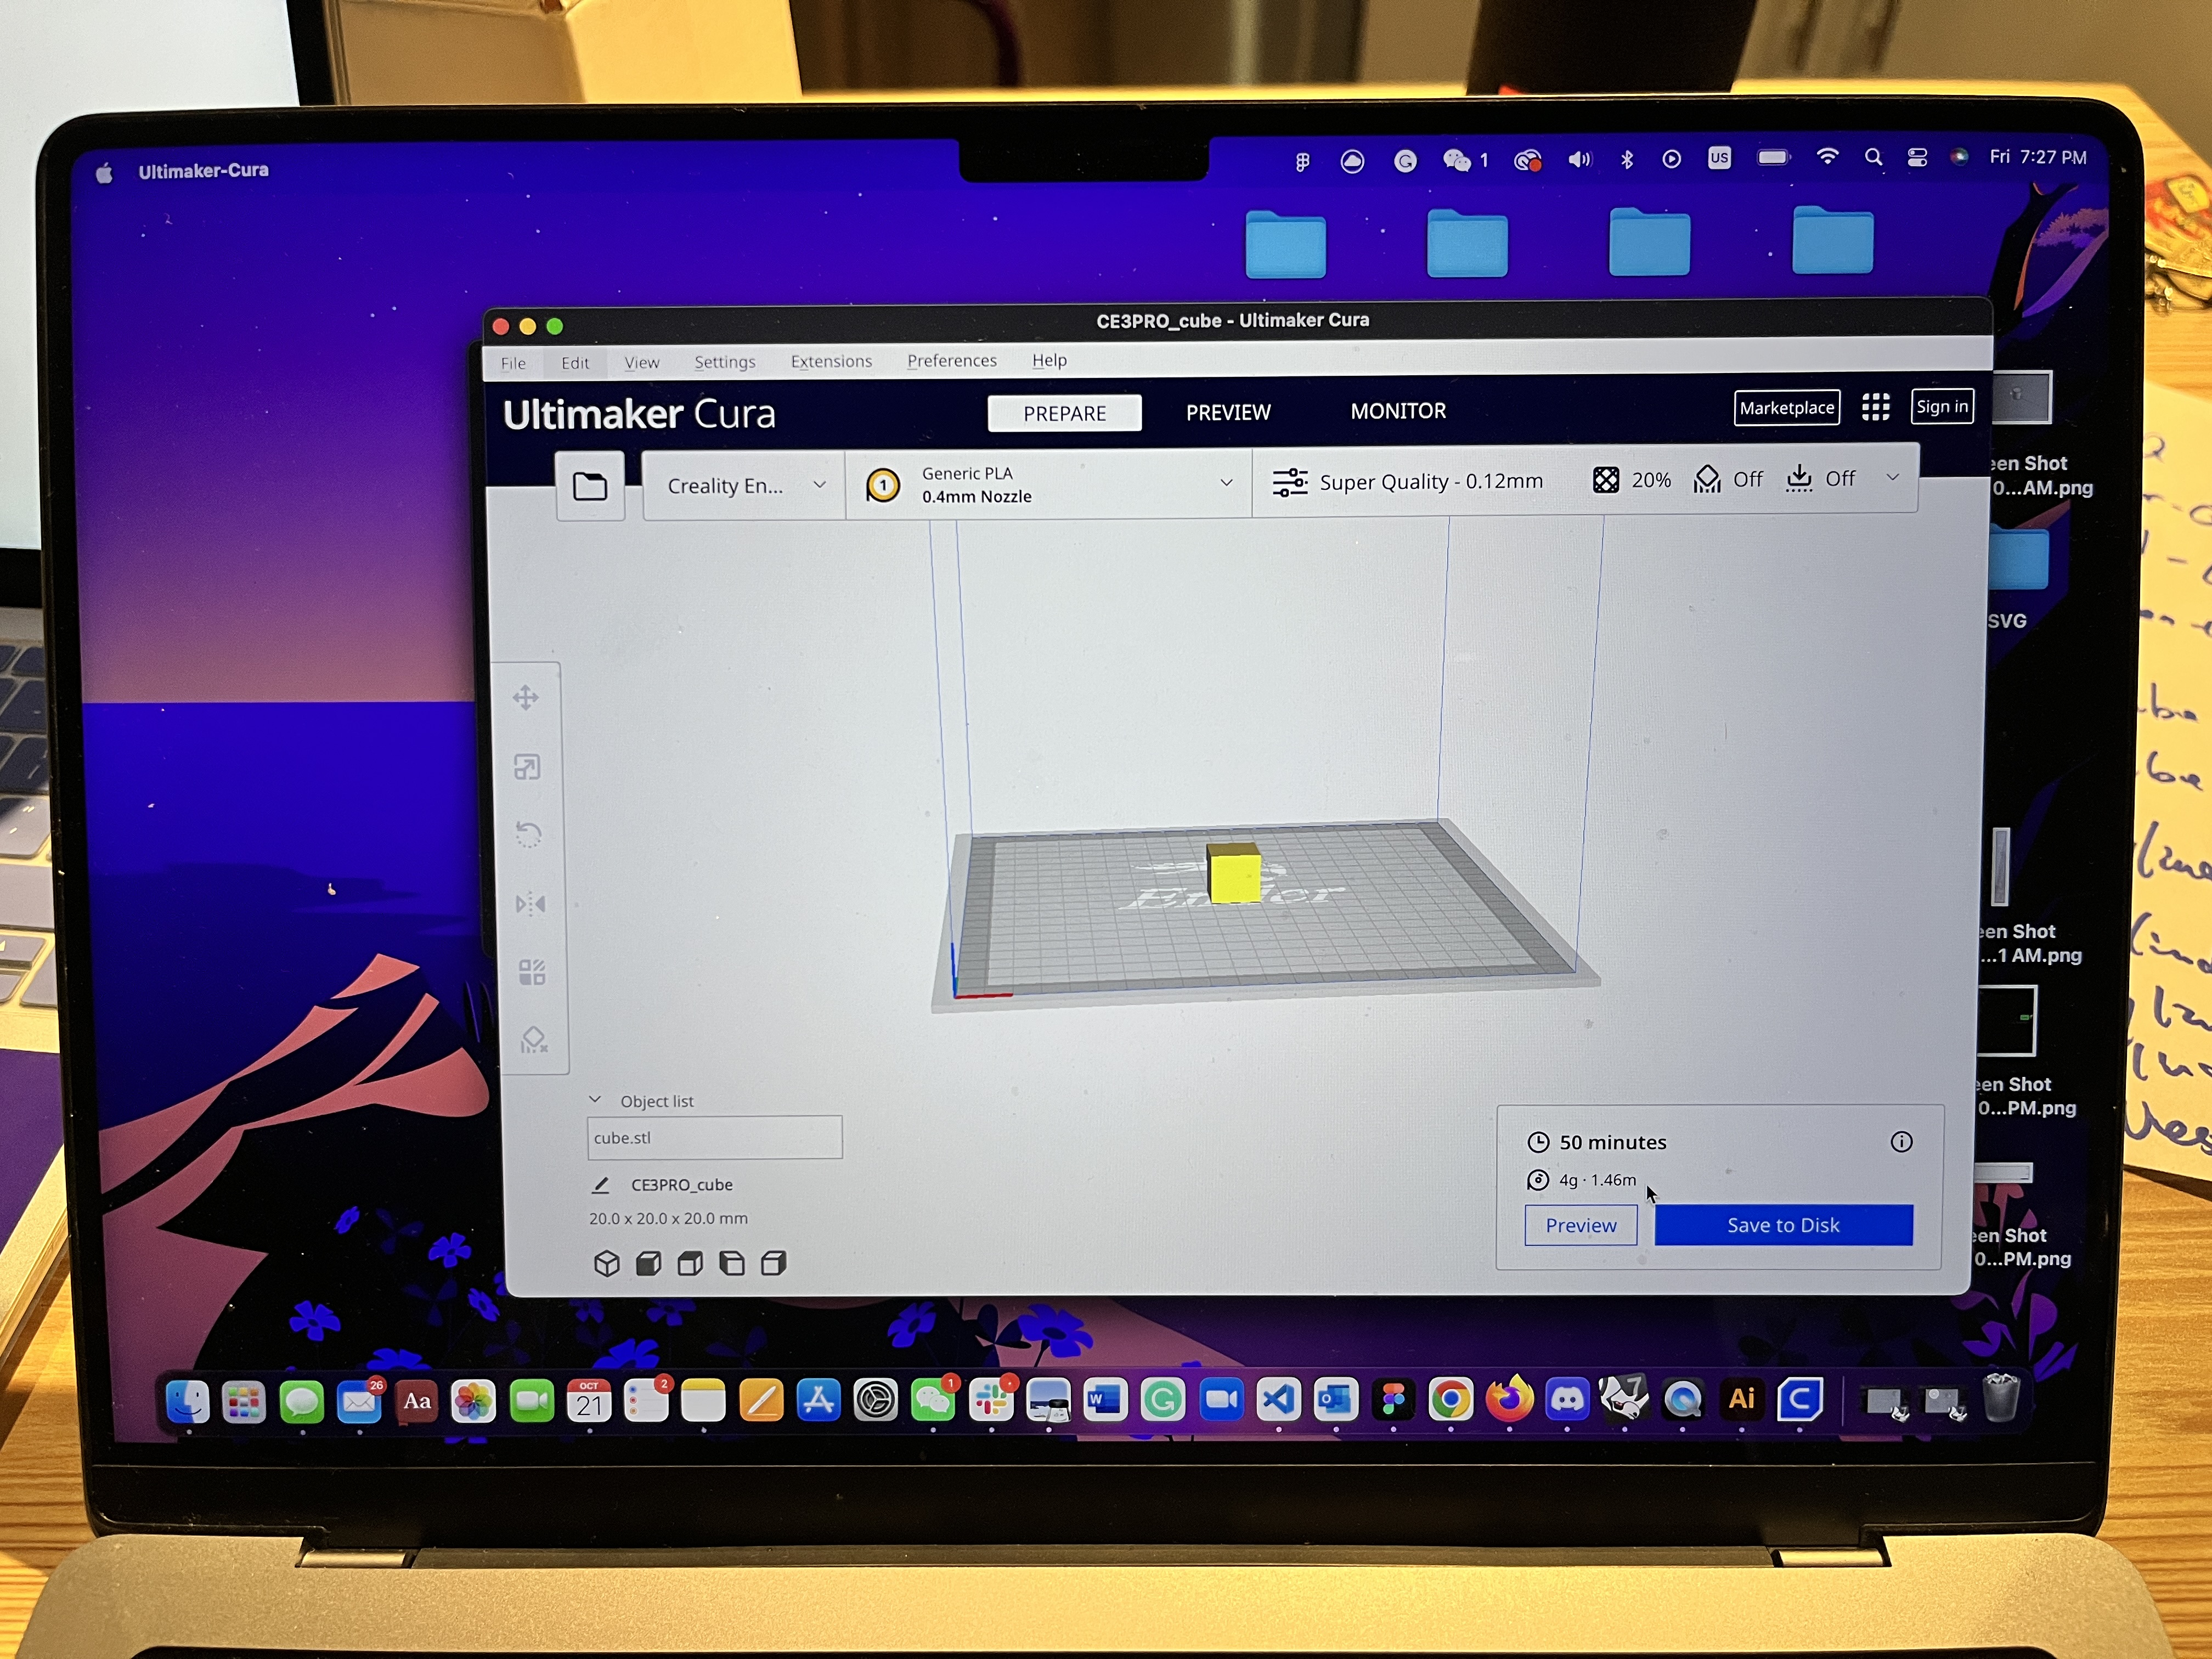 Ultimaker-Cura
1
US
Fri 7:27 PM
CE3PRO_cube - Ultimaker Cura
File Edit View Settings Extensions Preferences Help
Ultimaker Cura
PREPARE
PREVIEW
MONITOR
Marketplace
Sign in
Creality En...
1
Generic PLA
0.4mm Nozzle
Super Quality - 0.12mm
20%
Off
Off
een Shot
0...AM.png
SVG
een Shot
...1 AM.png
een Shot
0...PM.png
een Shot
0...PM.png
Ender
Object list
cube.stl
CE3PRO_cube
20.0 x 20.0 x 20.0 mm
50 minutes
4g · 1.46m
Preview
Save to Disk
26
Aa
OCT
21
2
1
W
7
Ai